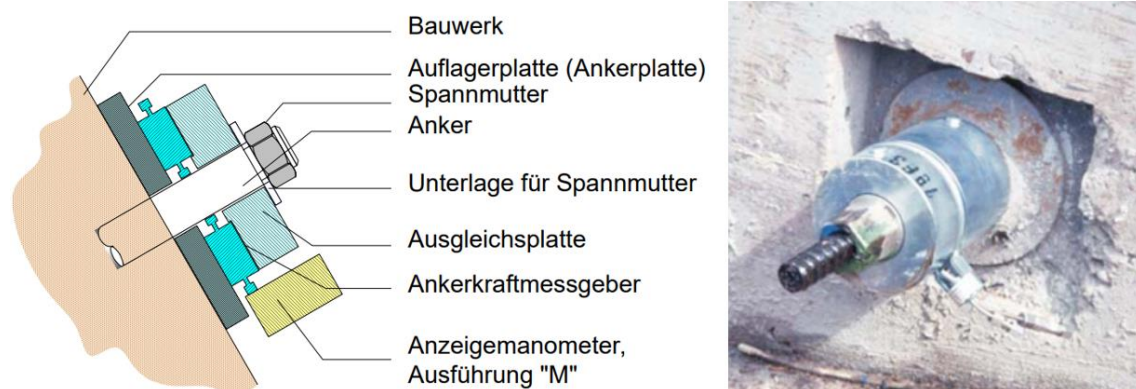 Bauwerk
Auflagerplatte (Ankerplatte)
Spannmutter
Anker
Unterlage für Spannmutter
Ausgleichsplatte
Ankerkraftmessgeber
Anzeigemanometer,
Ausführung "M"